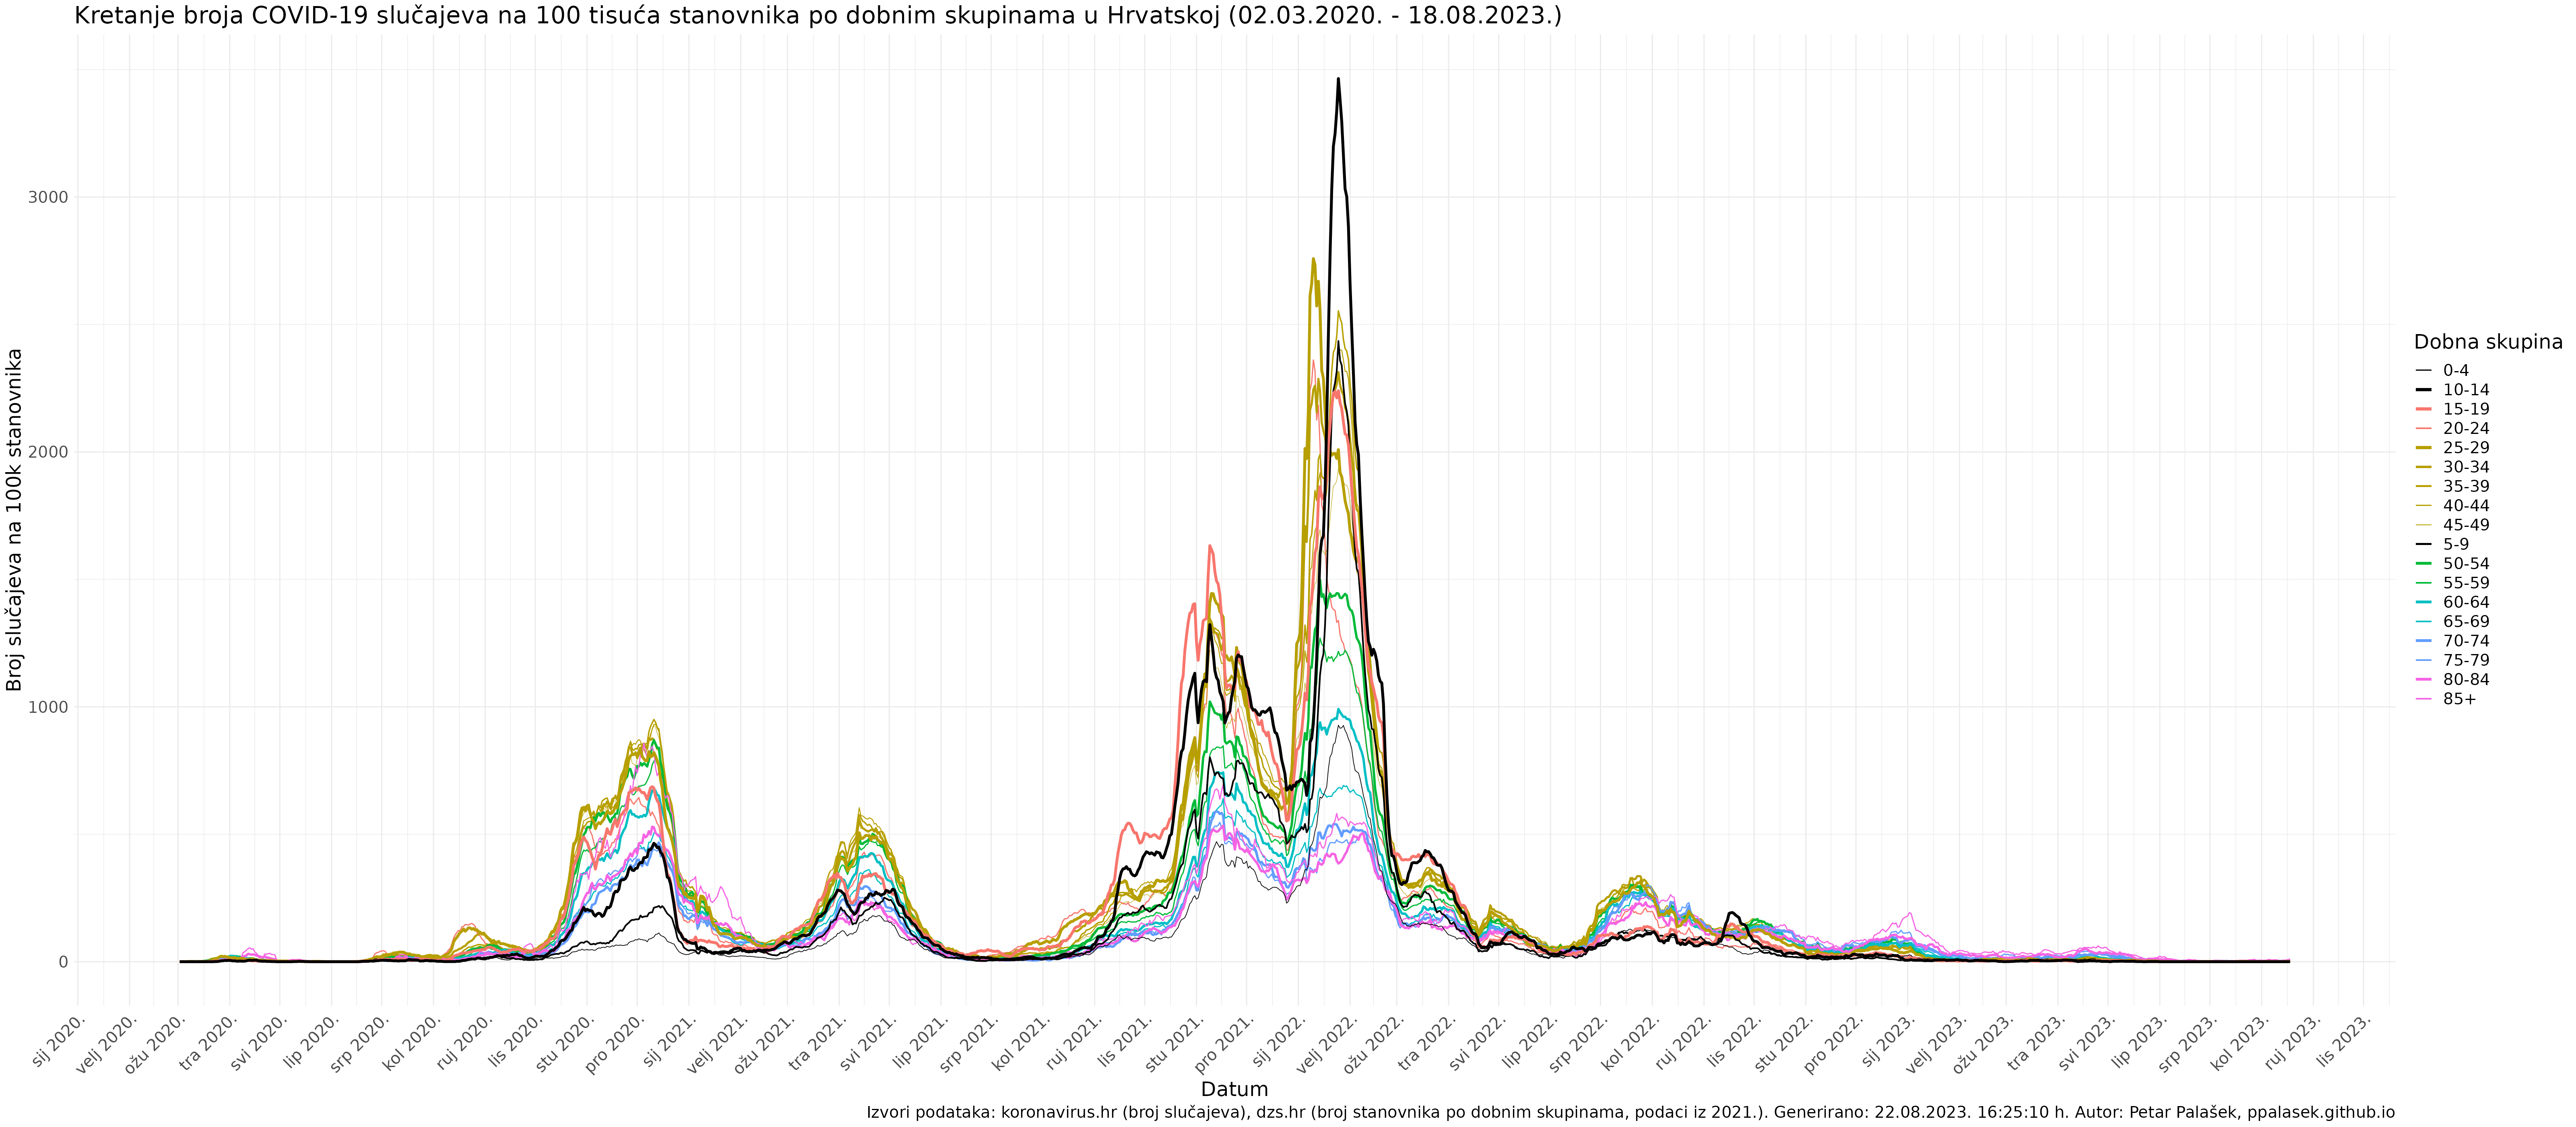 Kretanje broja COVID-19 slučajeva na 100 tisuća stanovnika po dobnim skupinama u Hrvatskoj (02.03.2020. - 18.08.2023.)
Broj slučajeva na 100k stanovnika
3000
2000
1000
0
sij 2020.
velj 2020.
ožu 2020.
tra 2020.
svi 2020.
lip 2020.
srp 2020.
kol 2020.
ruj 2020.
lis 2020.
stu 2020.
pro 2020.
sij 2021.
velj 2021.
ožu 2021.
tra 2021.
svi 2021.
lip 2021.
srp 2021.
kol 2021.
ruj 2021.
lis 2021.
stu 2021.
pro 2021.
sij 2022.
velj 2022.
ožu 2022.
tra 2022.
svi 2022.
lip 2022.
srp 2022.
kol 2022.
ruj 2022.
lis 2022.
stu 2022.
pro 2022.
sij 2023.
velj 2023.
ožu 2023.
tra 2023.
svi 2023.
lip 2023.
srp 2023.
kol 2023.
ruj 2023.
lis 2023.
Datum
Dobna skupina
0-4
10-14
15-19
20-24
25-29
30-34
35-39
40-44
45-49
5-9
50-54
55-59
60-64
65-69
70-74
75-79
80-84
85+
Izvori podataka: koronavirus.hr (broj slučajeva), dzs.hr (broj stanovnika po dobnim skupinama, podaci iz 2021.). Generirano: 22.08.2023. 16:25:10 h. Autor: Petar Palašek, ppalasek.github.io